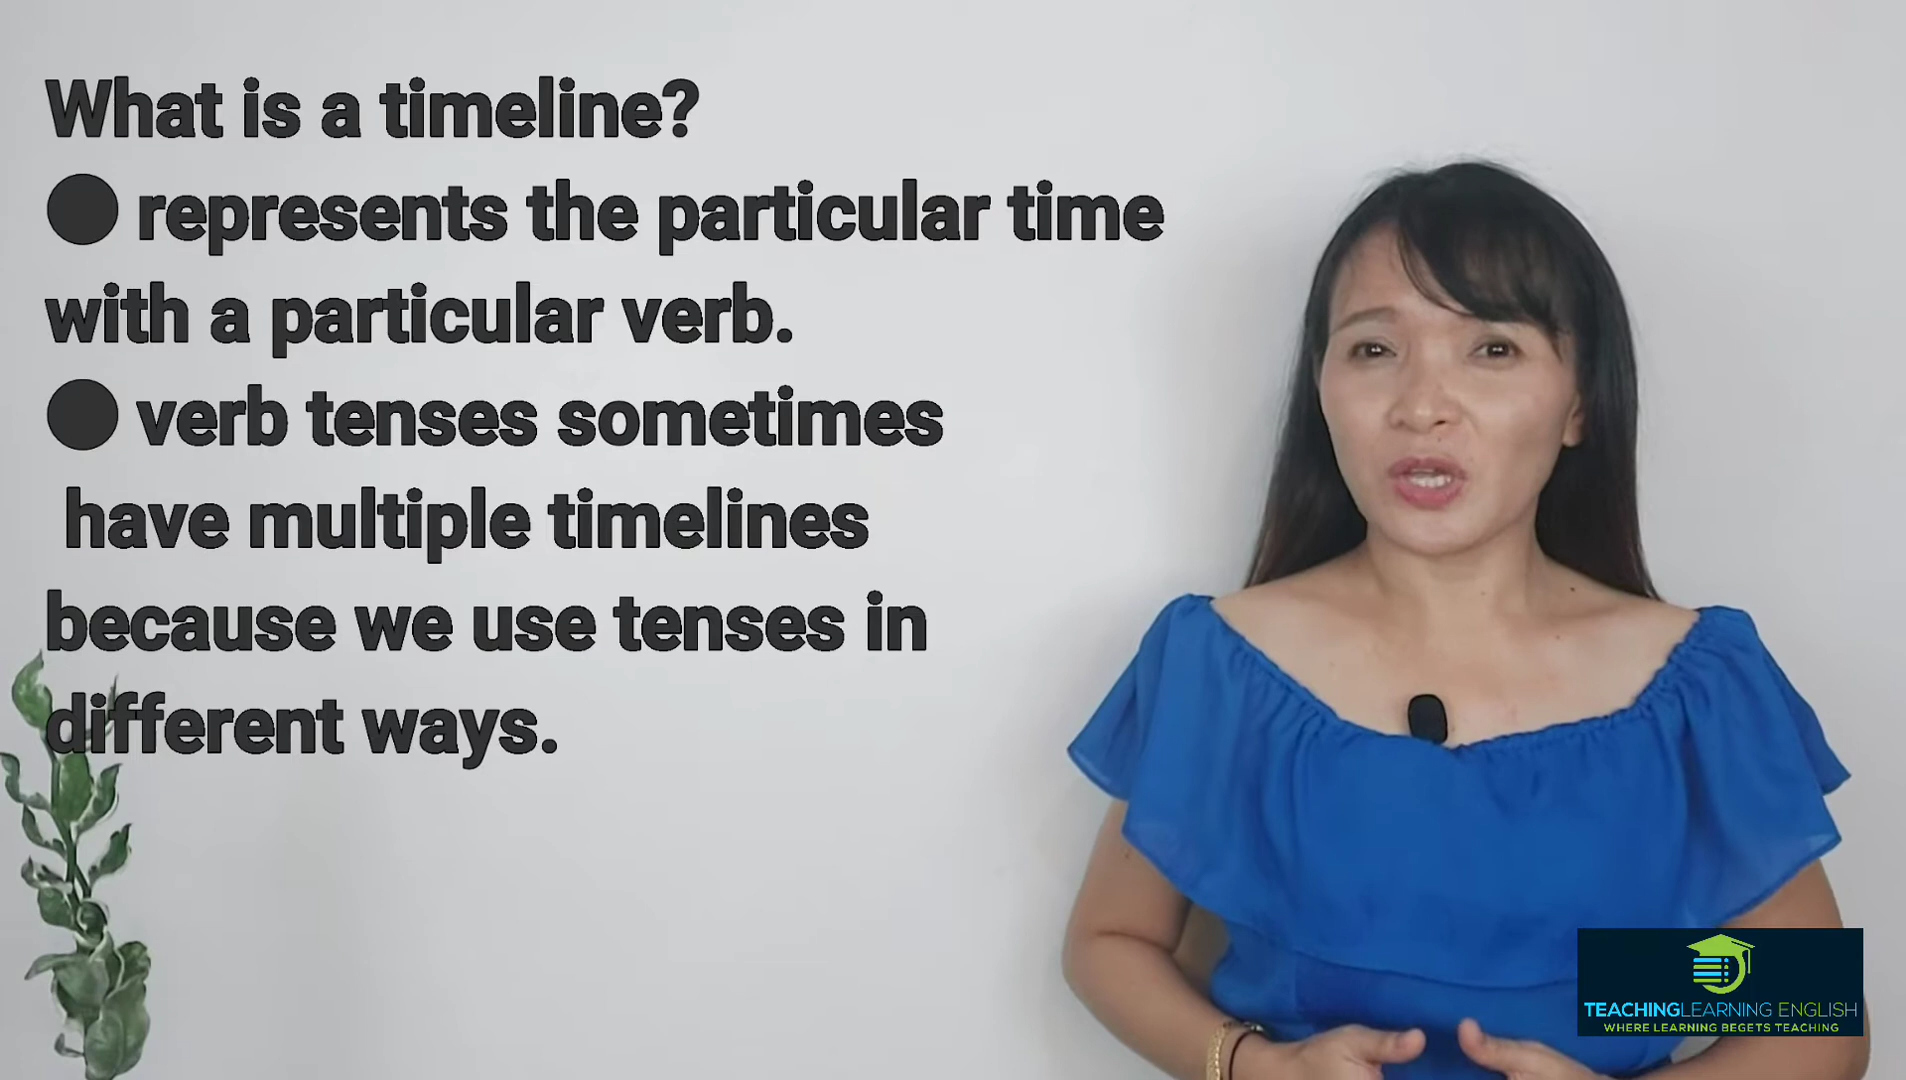 What is a timeline?
● represents the particular time
with a particular verb.
● verb tenses sometimes
have multiple timelines
because we use tenses in
different ways.
TEACHINGLEARNING ENGLISH
WHERE LEARNING BEGETS TEACHING